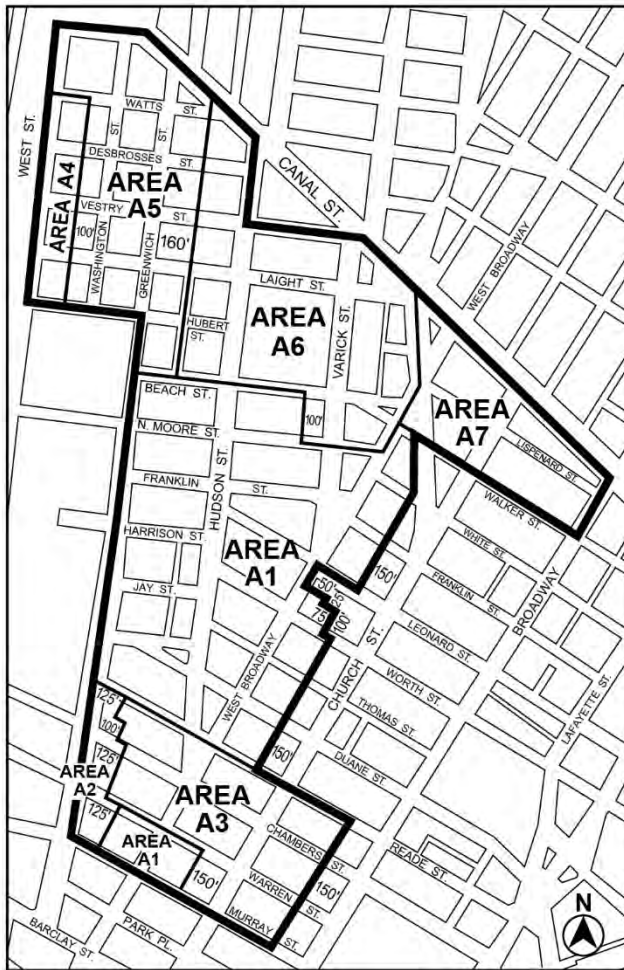 WATTS ST.
WEST ST.
ST.
ST.
DESBROSSES ST.
CANAL ST.
AREA A4
AREA
A5
VESTRY ST.
100'
160'
WASHINGTON
GREENWICH
WEST BROADWAY
LAIGHT ST.
HUBERT
ST.
AREA
A6
VARICK ST.
BEACH ST.
100'
N. MOORE ST.
AREA
A7
LISPENARD ST.
HUDSON ST.
FRANKLIN ST.
WALKER ST.
WHITE ST.
HARRISON ST.
AREA
A1
150'
FRANKLIN ST.
BROADWAY
50'
25'
75'
100'
JAY ST.
LEONARD ST.
CHURCH ST.
WEST BROADWAY
WORTH ST.
LAFAYETTE ST.
THOMAS ST.
125'
100'
150'
DUANE ST.
125'
AREA
A2
AREA
A3
125'
AREA
A1
CHAMBERS ST.
READE ST.
150'
WARREN ST.
150'
MURRAY ST.
PARK PL.
BARCLAY ST.
N